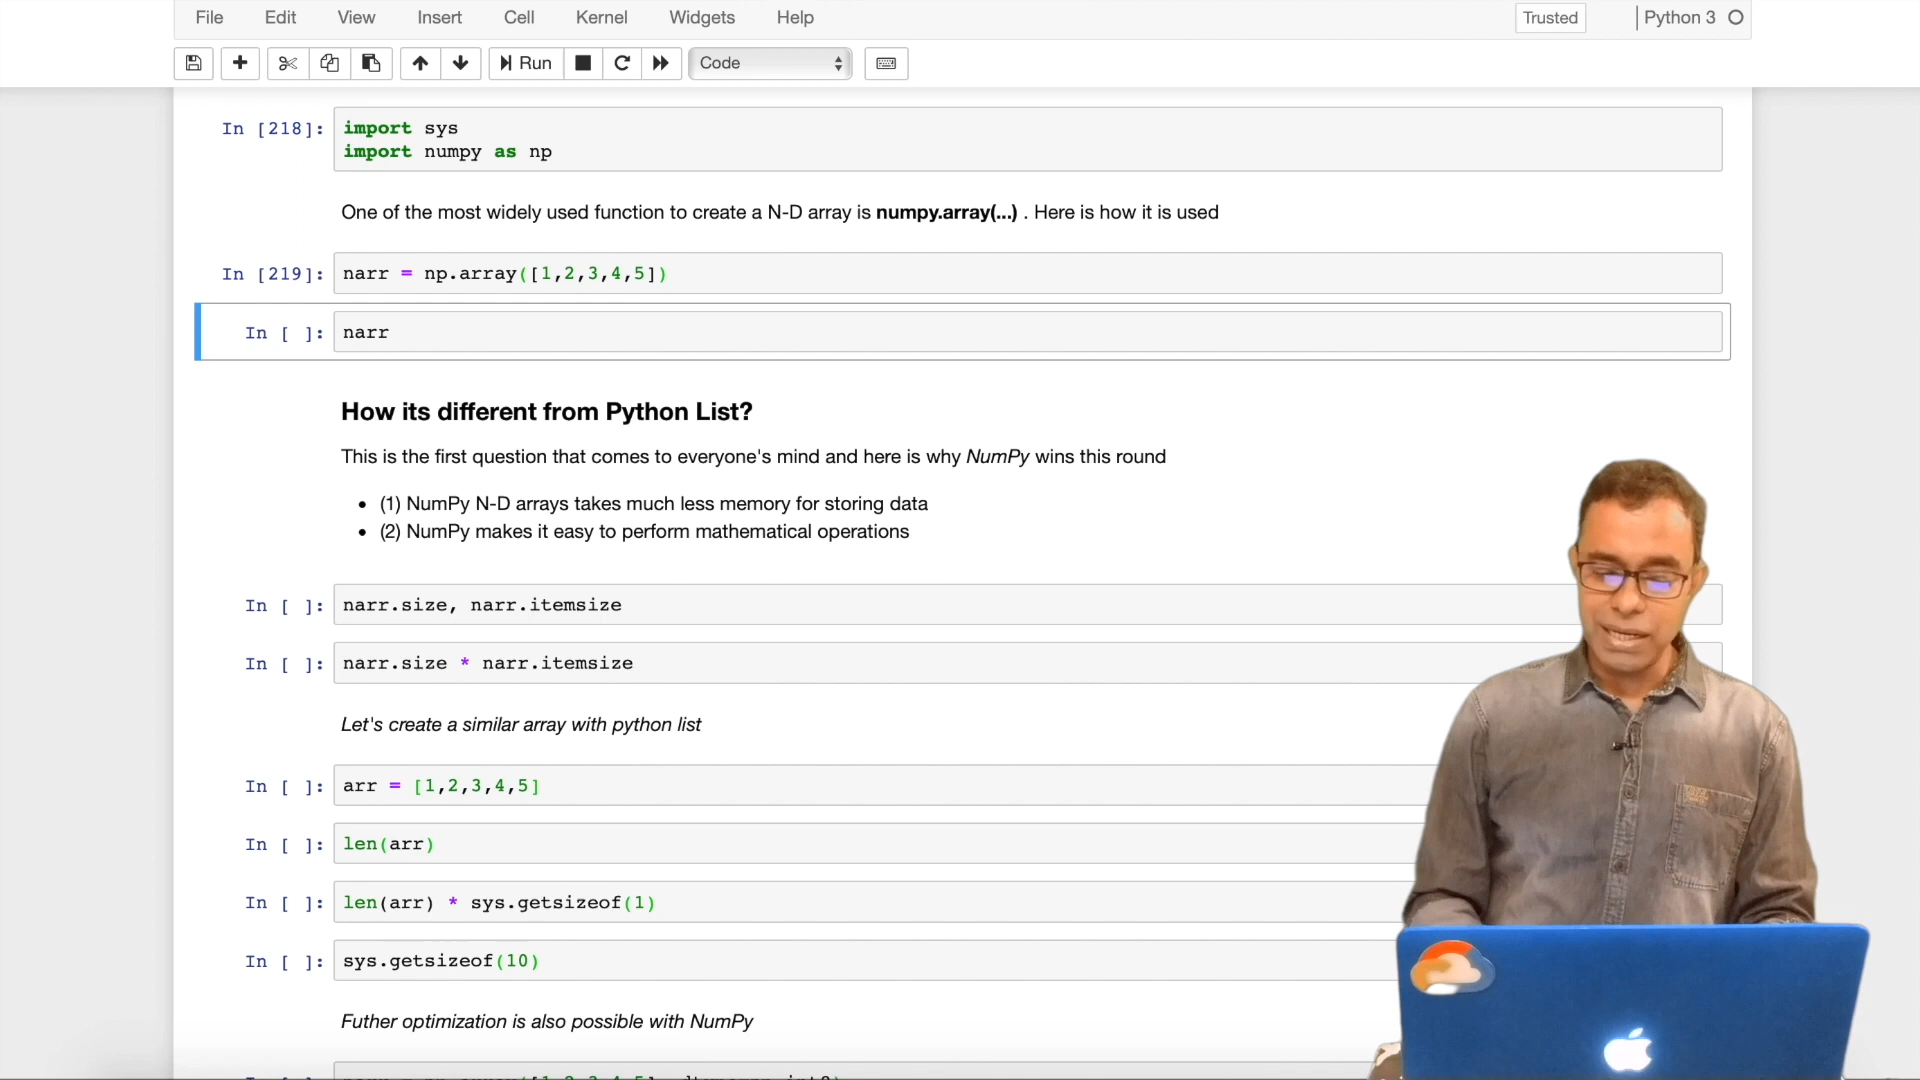 File Edit View Insert Cell Kernel Widgets Help Trusted Python 3
Run Code
In [218]: import sys
import numpy as np
One of the most widely used function to create a N-D array is numpy.array(...) . Here is how it is used
In [219]: narr = np.array([1,2,3,4,5])
In [ ]: narr
How its different from Python List?
This is the first question that comes to everyone's mind and here is why NumPy wins this round
• (1) NumPy N-D arrays takes much less memory for storing data
• (2) NumPy makes it easy to perform mathematical operations
In [ ]: narr.size, narr.itemsize
In [ ]: narr.size * narr.itemsize
Let's create a similar array with python list
In [ ]: arr = [1,2,3,4,5]
In [ ]: len(arr)
In [ ]: len(arr) * sys.getsizeof(1)
In [ ]: sys.getsizeof(10)
Futher optimization is also possible with NumPy